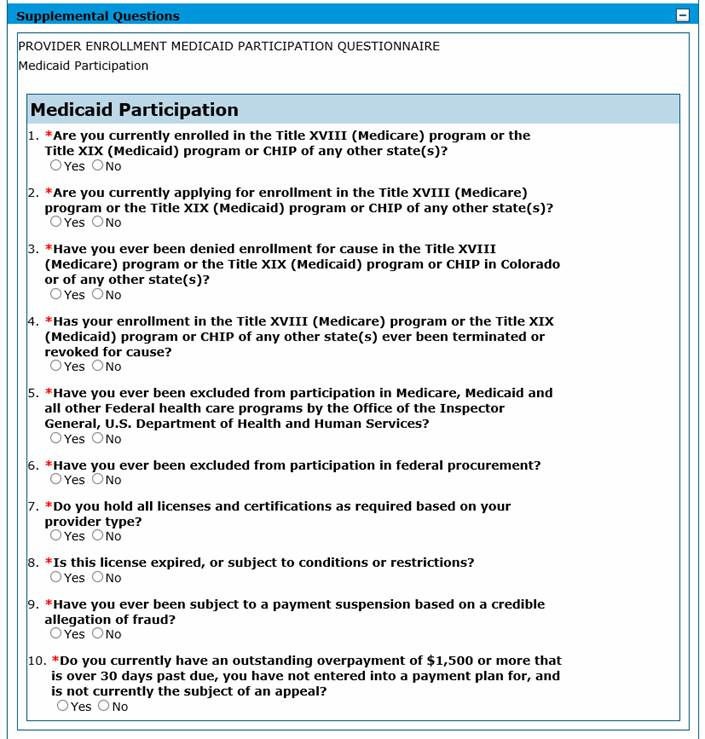 Supplemental Questions
PROVIDER ENROLLMENT MEDICAID PARTICIPATION QUESTIONNAIRE
Medicaid Participation
Medicaid Participation
1. *Are you currently enrolled in the Title XVIII (Medicare) program or the
Title XIX (Medicaid) program or CHIP of any other state(s)?
Yes No
2. *Are you currently applying for enrollment in the Title XVIII (Medicare)
program or the Title XIX (Medicaid) program or CHIP of any other state(s)?
Yes No
3. *Have you ever been denied enrollment for cause in the Title XVIII
(Medicare) program or the Title XIX (Medicaid) program or CHIP in Colorado
or of any other state(s)?
Yes No
4. *Has your enrollment in the Title XVIII (Medicare) program or the Title XIX
(Medicaid) program or CHIP of any other state(s) ever been terminated or
revoked for cause?
Yes No
5. *Have you ever been excluded from participation in Medicare, Medicaid and
all other Federal health care programs by the Office of the Inspector
General, U.S. Department of Health and Human Services?
Yes No
6. *Have you ever been excluded from participation in federal procurement?
Yes No
7. *Do you hold all licenses and certifications as required based on your
provider type?
Yes No
8. *Is this license expired, or subject to conditions or restrictions?
Yes No
9. *Have you ever been subject to a payment suspension based on a credible
allegation of fraud?
Yes No
10. *Do you currently have an outstanding overpayment of $1,500 or more that
is over 30 days past due, you have not entered into a payment plan for, and
is not currently the subject of an appeal?
Yes No